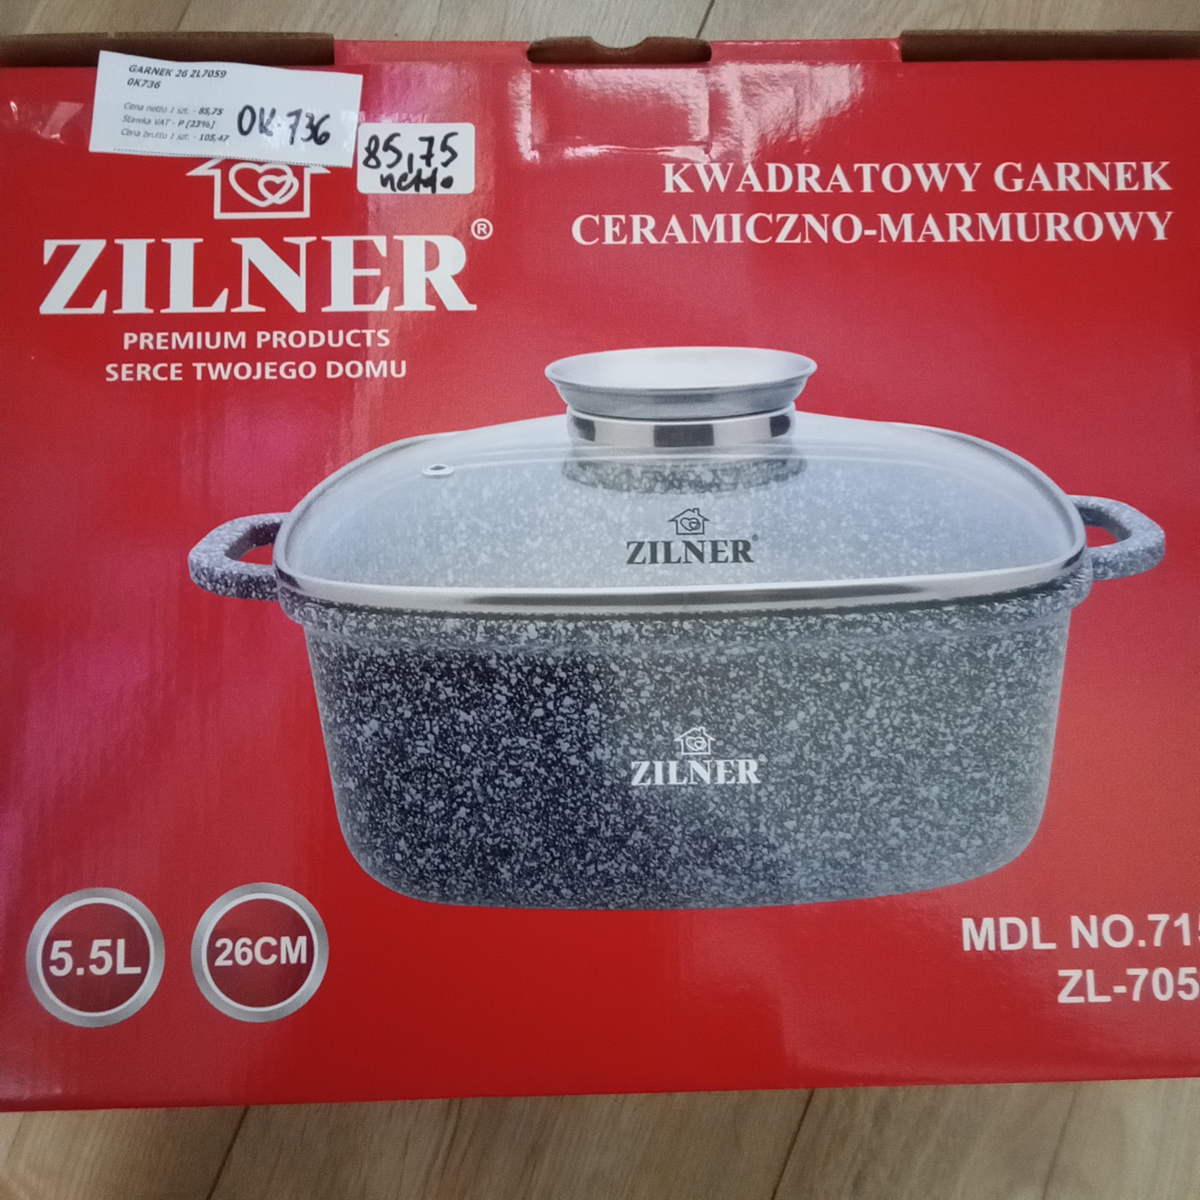 GARNEK 26 ZL7059
0K736
Cena netto 1 szt. - 85,75
Stawka VAT - P [23%]
Cena brutto 1 szt. - 105,47
OK-736
85,75
netto
ZILNER®
PREMIUM PRODUCTS
SERCE TWOJEGO DOMU
KWADRATOWY GARNEK
CERAMICZNO-MARMUROWY
ZILNER
ZILNER
5.5L
26CM
MDL NO.715
ZL-705